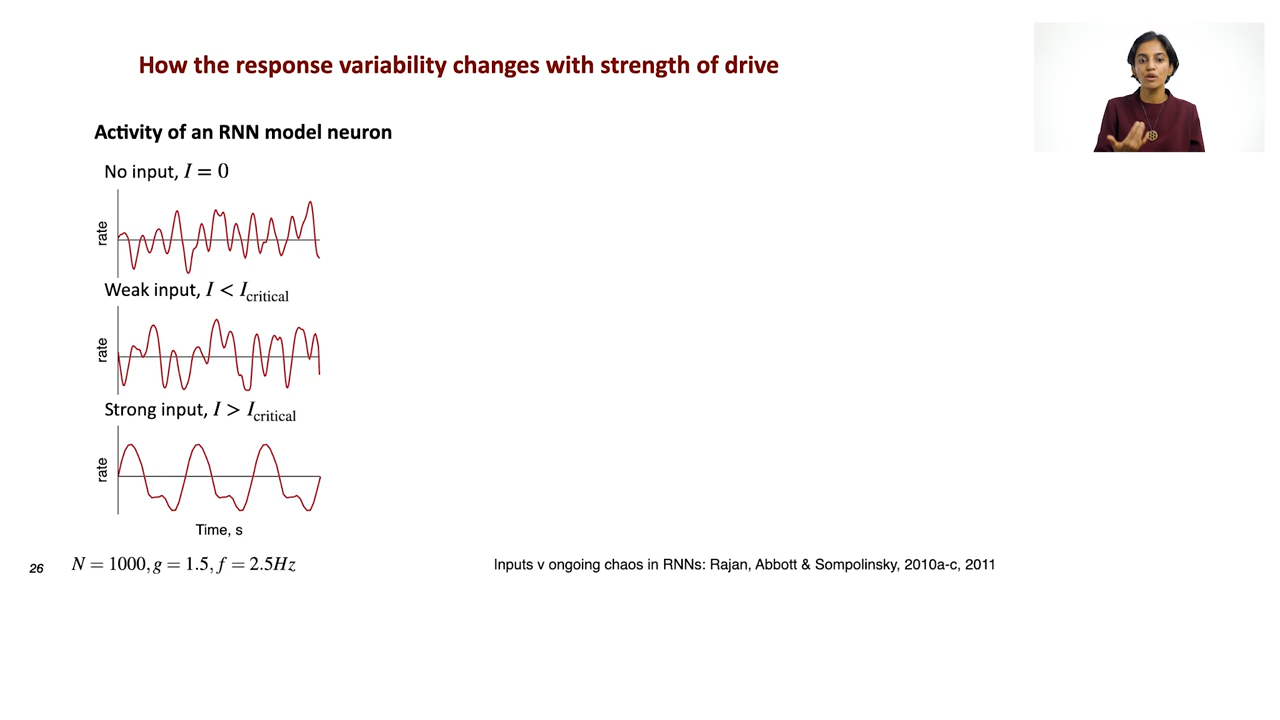 How the response variability changes with strength of drive
Activity of an RNN model neuron
No input, I = 0
rate
Weak input, I < I_critical
rate
Strong input, I > I_critical
rate
Time, s
26
N = 1000, g = 1.5, f = 2.5Hz
Inputs v ongoing chaos in RNNs: Rajan, Abbott & Sompolinsky, 2010a-c, 2011